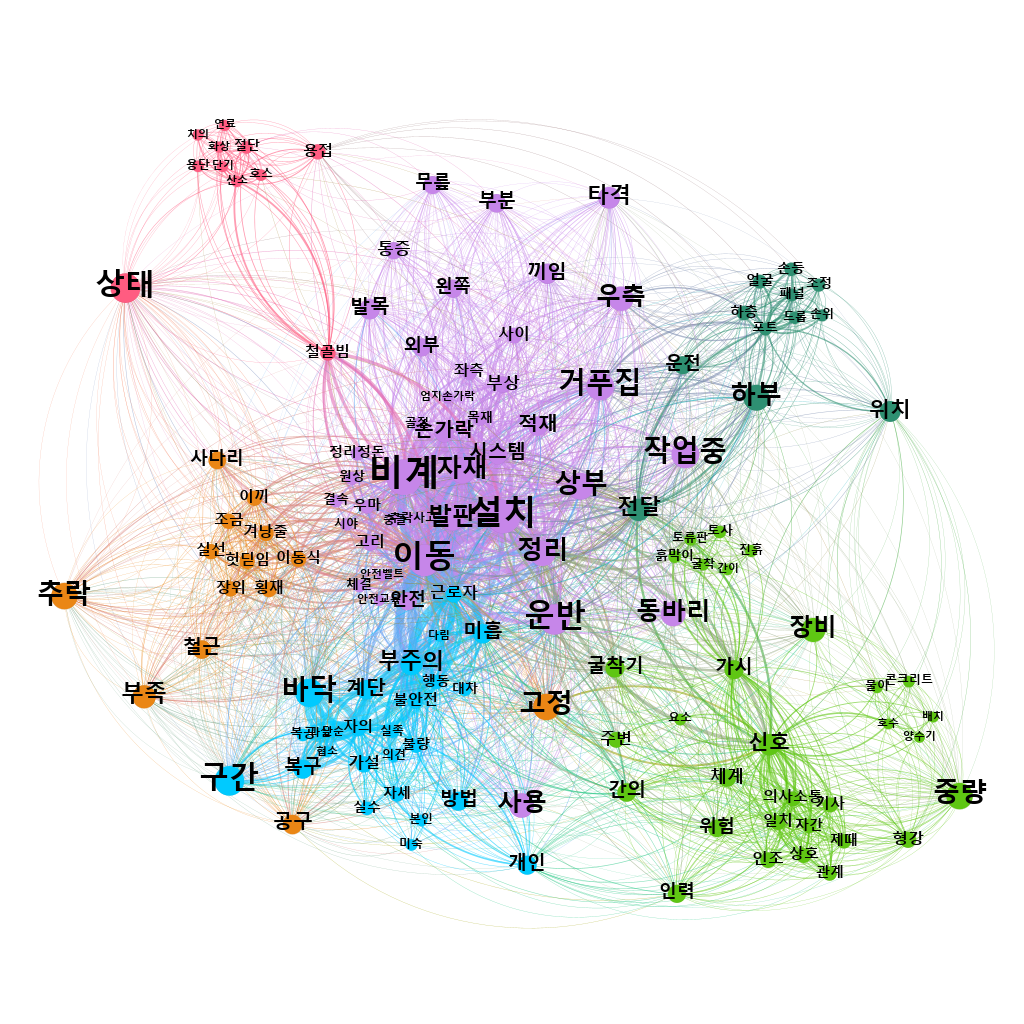 연료
치의
화상
절단
용접
용단
단기
산소
호스
무릎
부분
타격
통증
상태
왼쪽
끼임
우측
발목
손등
얼굴
조정
패널
하층
드롭
손위
포트
사이
외부
철골빔
운전
좌측
부상
거푸집
하부
위치
엄지손가락
목재
손가락
적재
정리정돈
시스템
작업중
사다리
원상
비계
자재
상부
이끼
결속
우마
전달
조금
겨냥줄
시야
발판
설치
토사
토류판
실선
헛딛임
이동식
고리
이동
정리
흙막이
굴착
간이
진흙
추락
장위
횡재
체결
안전벨트
안전교육
안전
근로자
운반
동바리
장비
다림
미흡
철근
부주의
굴착기
가시
부족
바닥
계단
행동
대차
불안전
고정
물이
콘크리트
요소
배치
호수
양수기
복공
자의
실족
불량
주변
신호
협소
의견
구간
복구
가설
체계
자세
실수
방법
사용
간의
의사소통
기사
중량
본인
공구
위험
일치
자간
미숙
제때
형강
개인
인조
상호
관계
인력